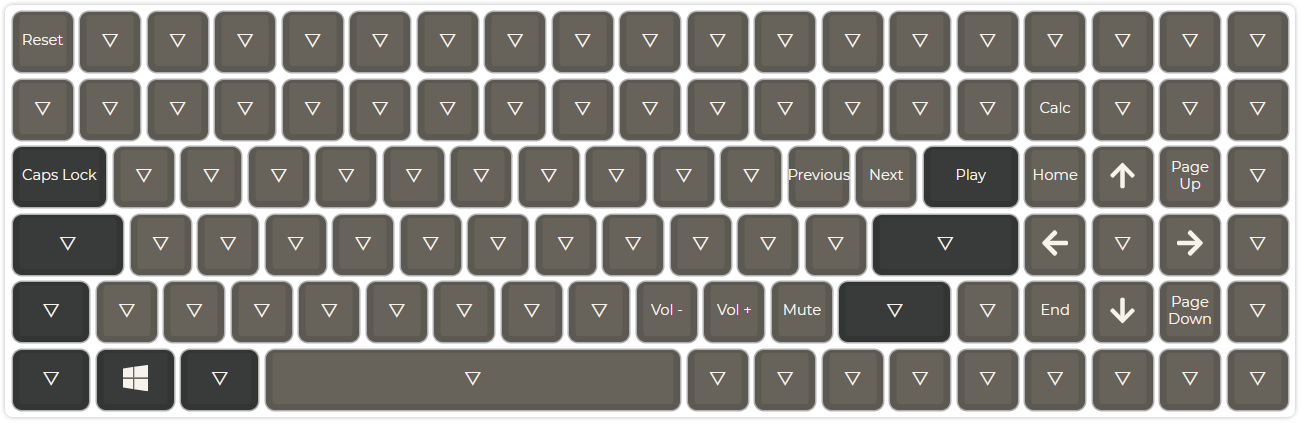 Reset
Calc
Caps Lock
Previous
Next
Play
Home
Page
Up
Vol -
Vol +
Mute
End
Page
Down